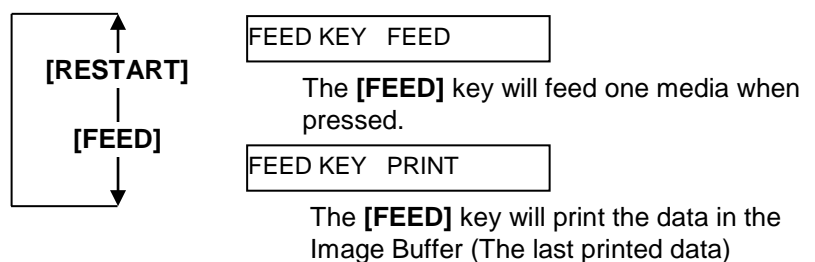 FEED KEY FEED
[RESTART]
The [FEED] key will feed one media when
pressed.
[FEED]
FEED KEY PRINT
The [FEED] key will print the data in the
Image Buffer (The last printed data)